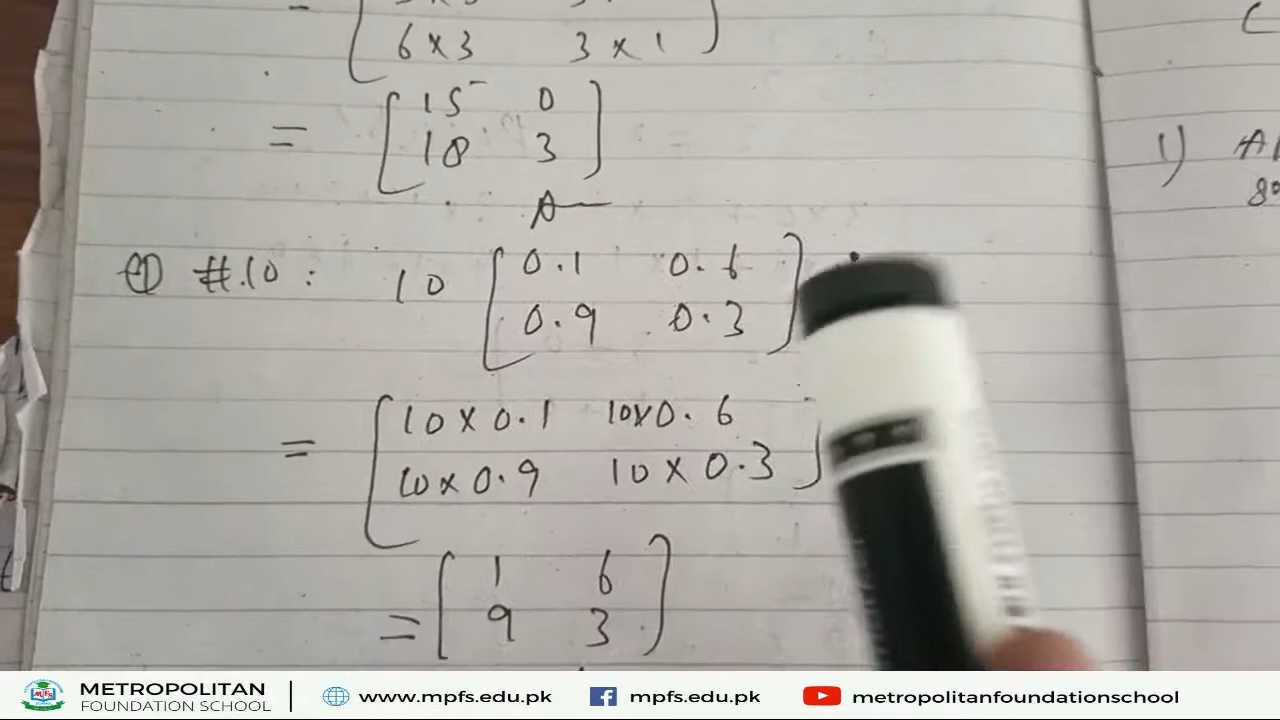 =
6 x 3 3 x 1
= [ 15 0
18 3 ]
# .10 : 10 [ 0.1 0.6
0.9 0.3 ]
= [ 10 x 0.1 10x0.6
10 x 0.9 10 x 0.3 ]
= [ 1 6
9 3 ]
1)
METROPOLITAN
FOUNDATION SCHOOL
www.mpfs.edu.pk
mpfs.edu.pk
metropolitanfoundationschool